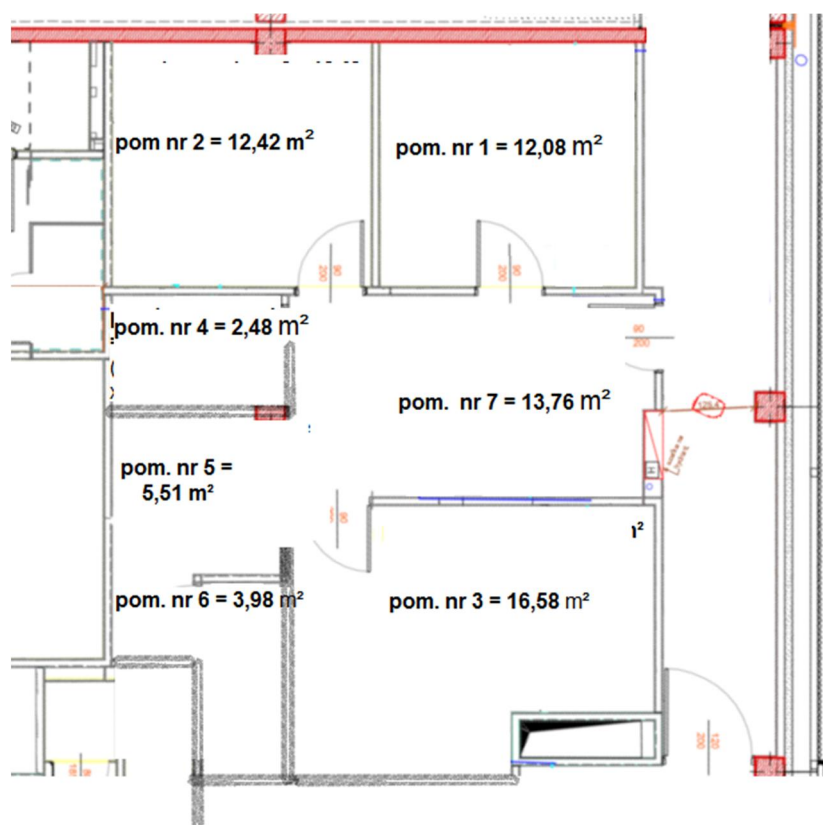 pom nr 2 = 12,42 m²
pom. nr 1 = 12,08 m²
90
200
90
200
pom. nr 4 = 2,48 m²
90
200
pom. nr 7 = 13,76 m²
pom. nr 5 =
5,51 m²
H
90
m²
pom. nr 6 = 3,98 m²
pom. nr 3 = 16,58 m²
120
200